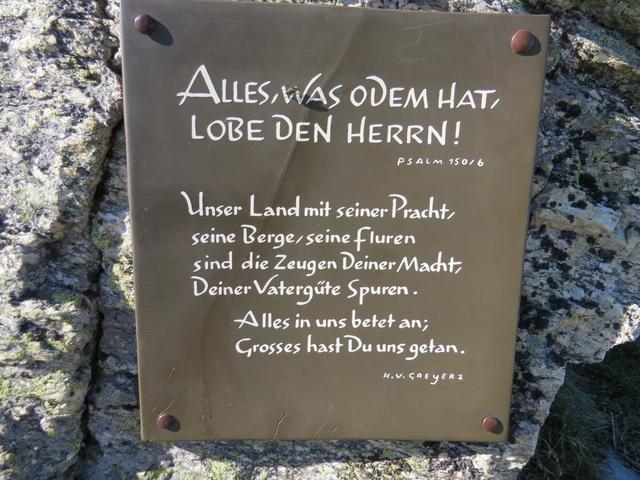 ALLES, WAS ODEM HAT,
LOBE DEN HERRN!
PSALM 150/6
Unser Land mit seiner Pracht,
seine Berge, seine Fluren
sind die Zeugen Deiner Macht,
Deiner Vatergüte Spuren.
Alles in uns betet an;
Grosses hast Du uns getan.
K.V. GREYERZ